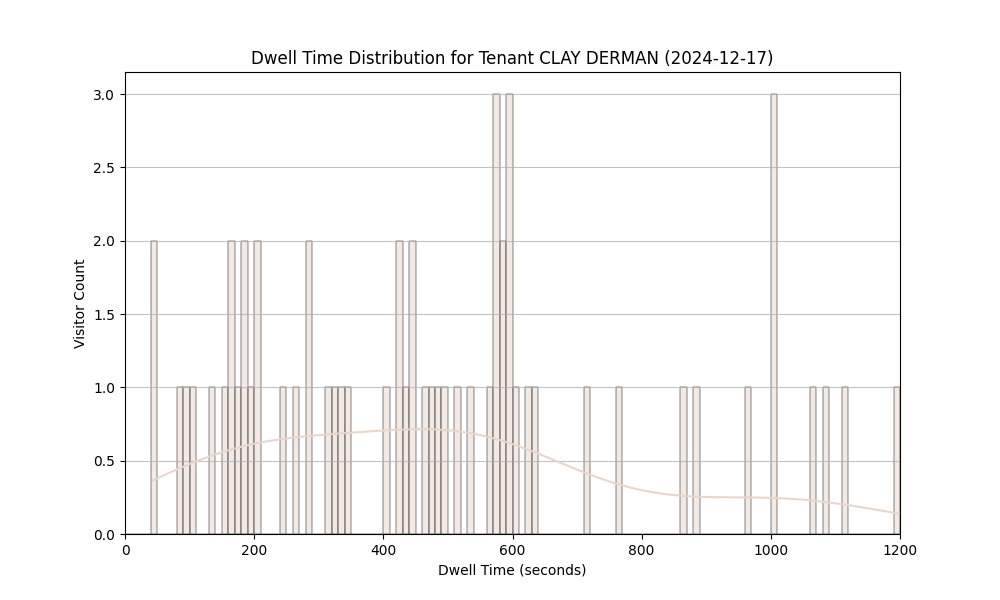 Dwell Time Distribution for Tenant CLAY DERMAN (2024-12-17)
3.0
2.5
2.0
1.5
1.0
0.5
0.0
Visitor Count
0 200 400 600 800 1000 1200
Dwell Time (seconds)